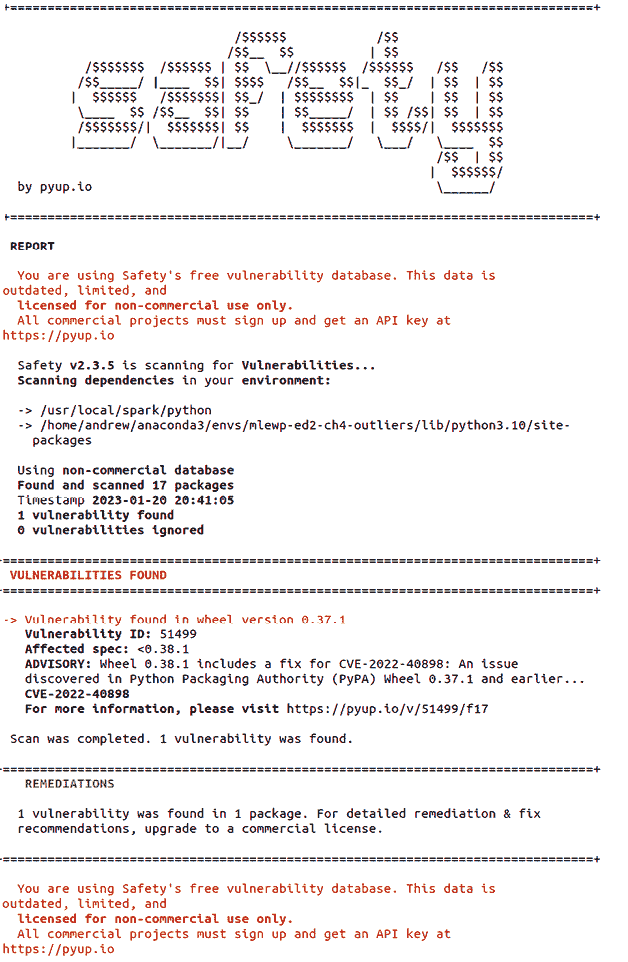 +==============================================================================+
                               /$$$$$$            /$$
                              /$$__  $$          | $$
           /$$$$$$$  /$$$$$$ | $$  \__//$$$$$$  /$$$$$$   /$$   /$$
          /$$_____/ |____  $$| $$$$   /$$__  $$|_  $$_/  | $$  | $$
         |  $$$$$$   /$$$$$$$| $$_/  | $$$$$$$$  | $$    | $$  | $$
          \____  $$ /$$__  $$| $$    | $$_____/  | $$ /$$| $$  | $$
          /$$$$$$$/|  $$$$$$$| $$    |  $$$$$$$  |  $$$$/|  $$$$$$$
         |_______/  \_______/|__/     \_______/   \___/   \____  $$
                                                          /$$  | $$
                                                         |  $$$$$$/
  by pyup.io                                              \______/
+==============================================================================+
REPORT
You are using Safety's free vulnerability database. This data is
outdated, limited, and
licensed for non-commercial use only.
All commercial projects must sign up and get an API key at
https://pyup.io
Safety v2.3.5 is scanning for Vulnerabilities...
Scanning dependencies in your environment:
-> /usr/local/spark/python
-> /home/andrew/anaconda3/envs/mlewp-ed2-ch4-outliers/lib/python3.10/site-
packages
Using non-commercial database
Found and scanned 17 packages
Timestamp 2023-01-20 20:41:05
1 vulnerability found
0 vulnerabilities ignored
+==============================================================================+
VULNERABILITIES FOUND
+==============================================================================+
-> Vulnerability found in wheel version 0.37.1
Vulnerability ID: 51499
Affected spec: <0.38.1
ADVISORY: Wheel 0.38.1 includes a fix for CVE-2022-40898: An issue
discovered in Python Packaging Authority (PyPA) Wheel 0.37.1 and earlier...
CVE-2022-40898
For more information, please visit https://pyup.io/v/51499/f17
Scan was completed. 1 vulnerability was found.
+==============================================================================+
REMEDIATIONS
1 vulnerability was found in 1 package. For detailed remediation & fix
recommendations, upgrade to a commercial license.
+==============================================================================+
You are using Safety's free vulnerability database. This data is
outdated, limited, and
licensed for non-commercial use only.
All commercial projects must sign up and get an API key at
https://pyup.io